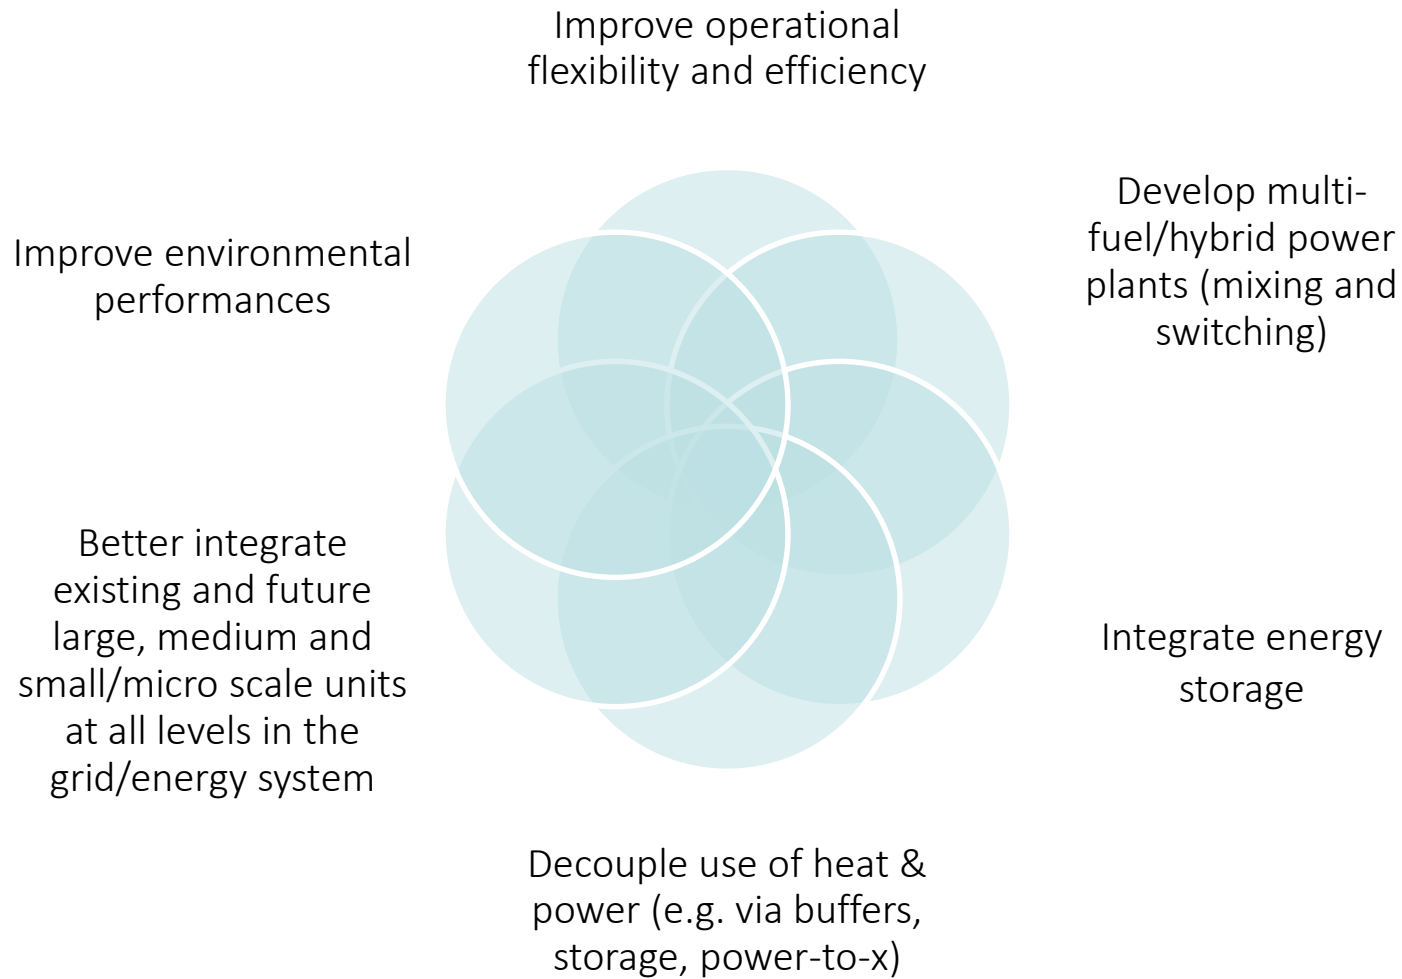 Improve operational
flexibility and efficiency
Develop multi-
fuel/hybrid power
plants (mixing and
switching)
Integrate energy
storage
Decouple use of heat &
power (e.g. via buffers,
storage, power-to-x)
Better integrate
existing and future
large, medium and
small/micro scale units
at all levels in the
grid/energy system
Improve environmental
performances